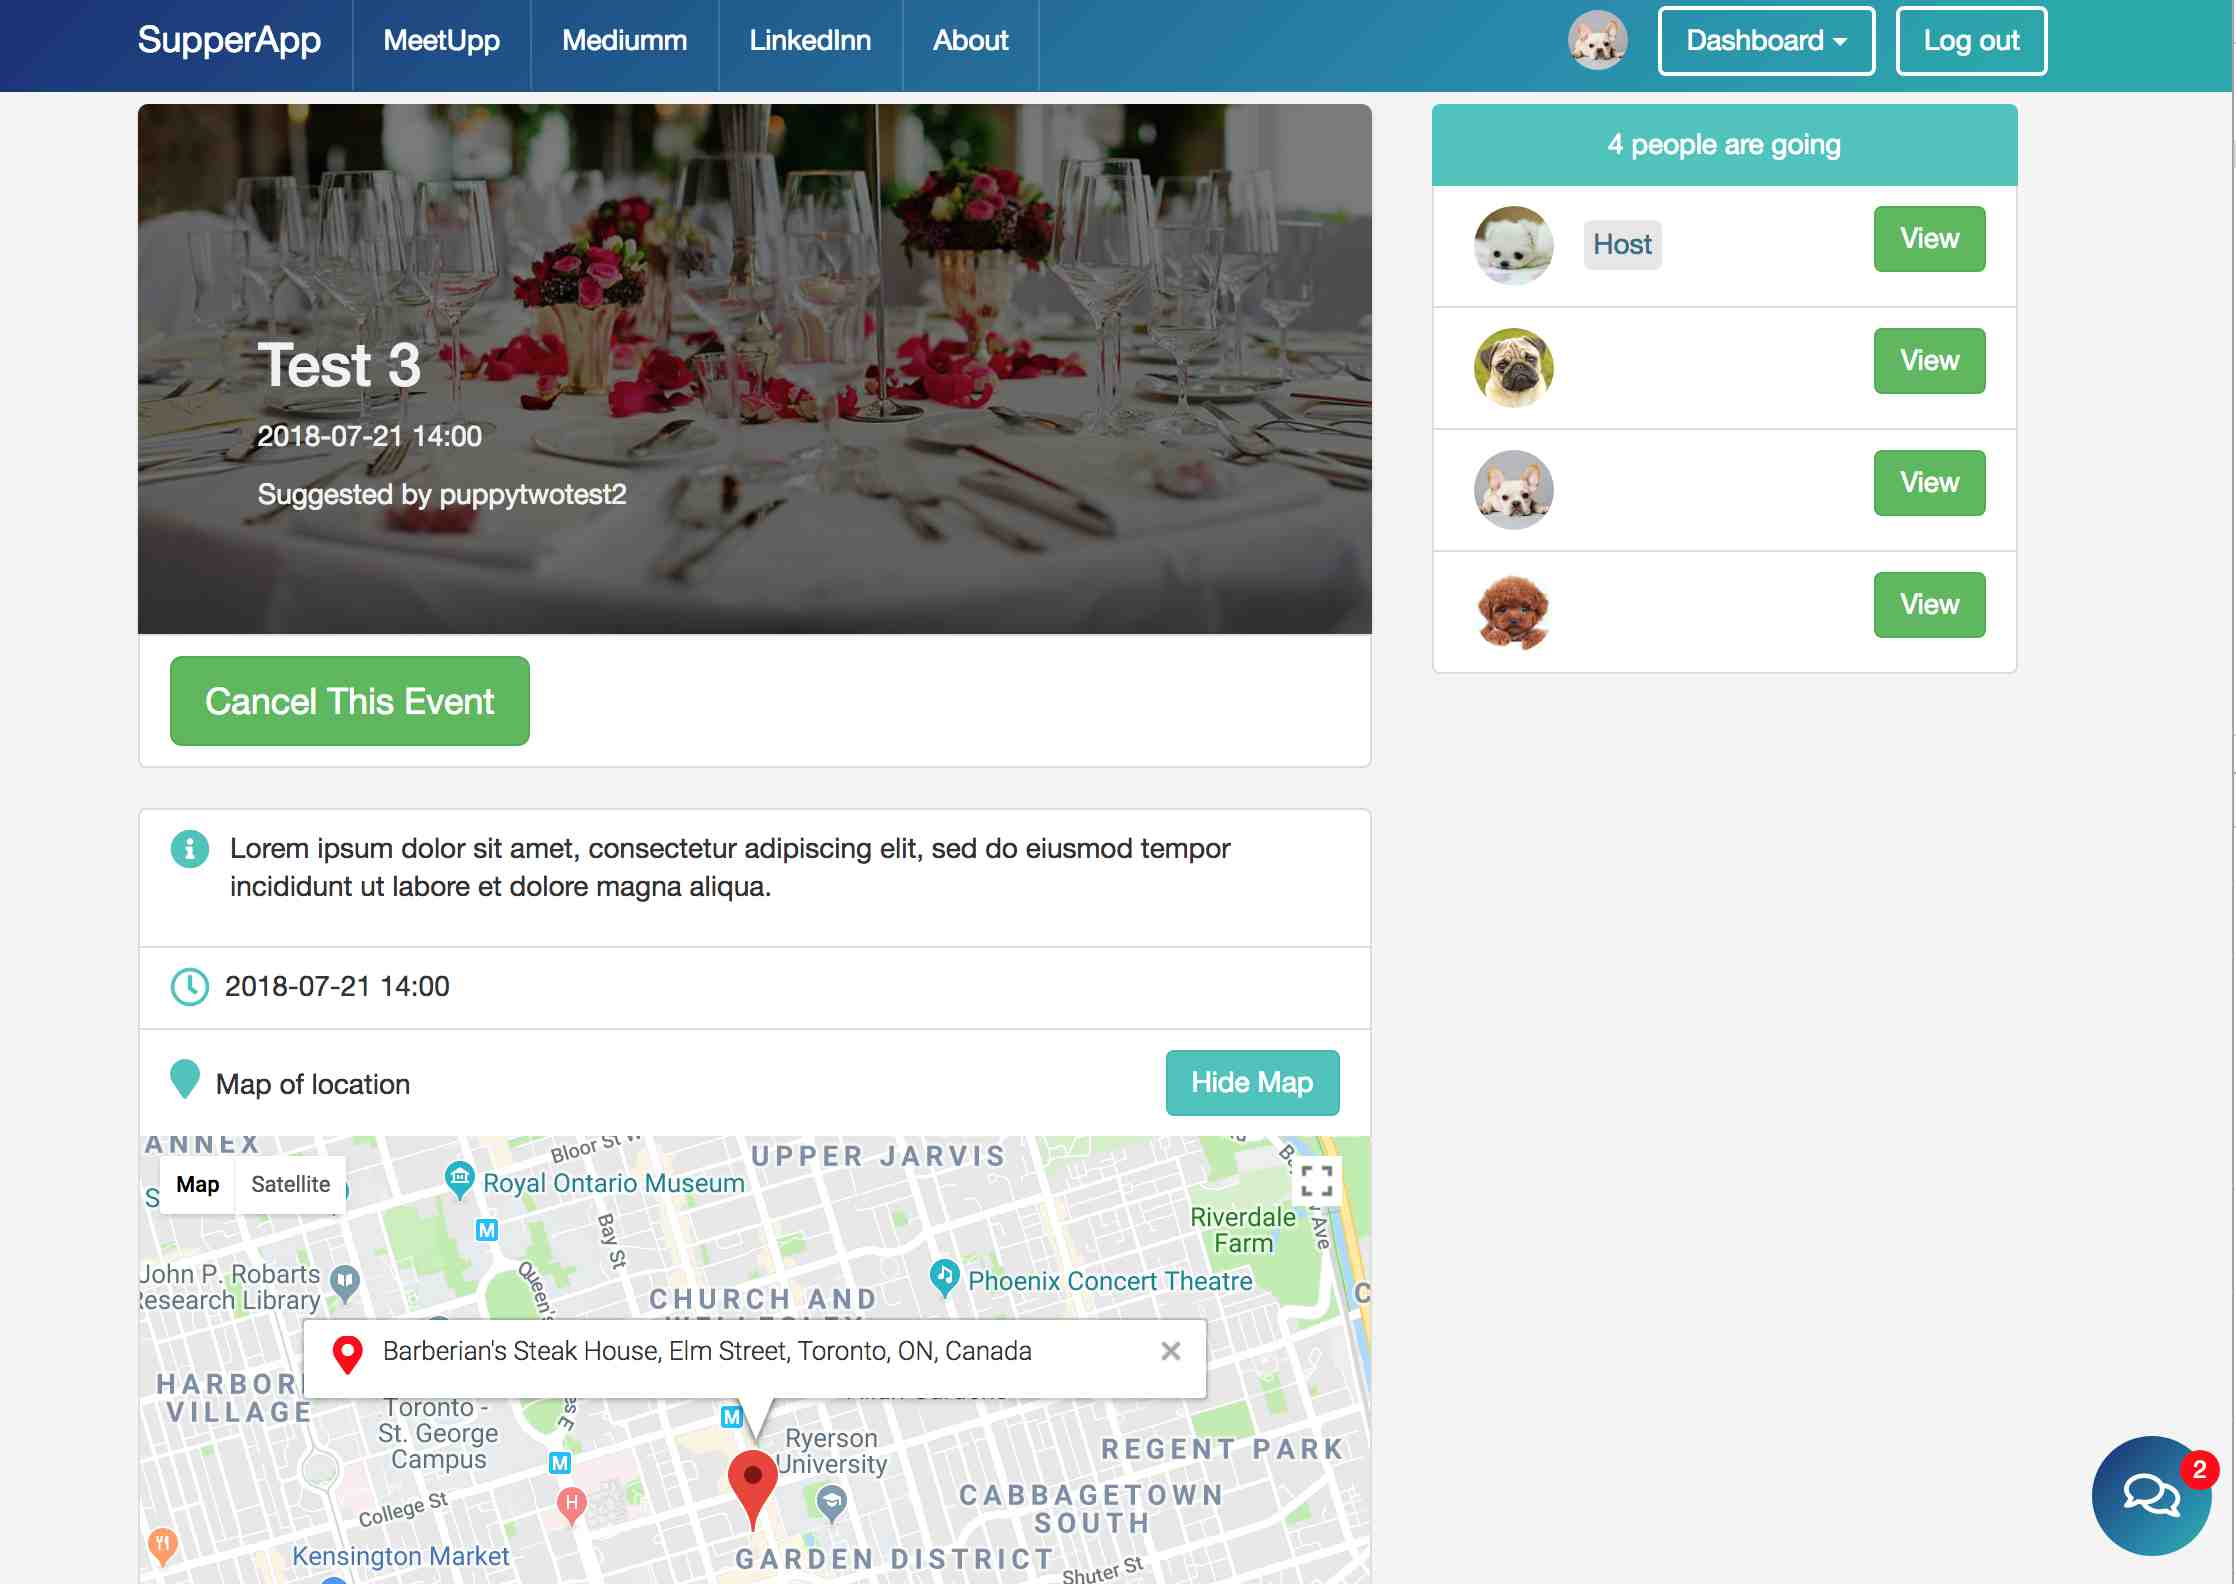 SupperApp
MeetUpp
Mediumm
LinkedInn
About
Dashboard
Log out
Test 3
2018-07-21 14:00
Suggested by puppytwotest2
Cancel This Event
4 people are going
Host
View
View
View
View
Lorem ipsum dolor sit amet, consectetur adipiscing elit, sed do eiusmod tempor
incididunt ut labore et dolore magna aliqua.
2018-07-21 14:00
Map of location
Hide Map
ANNEX
Bloor St W
UPPER JARVIS
Map
Satellite
Royal Ontario Museum
M
Bay St
Riverdale
Farm
Ave
John P. Robarts
Research Library
Queen's
Phoenix Concert Theatre
CHURCH AND
WELLESLEY
Barberian's Steak House, Elm Street, Toronto, ON, Canada
HARBOR
VILLAGE
Toronto -
St. George
Campus
M
M
Ryerson
University
REGENT PARK
College St
H
CABBAGETOWN
SOUTH
Kensington Market
GARDEN DISTRICT
Shuter St
2